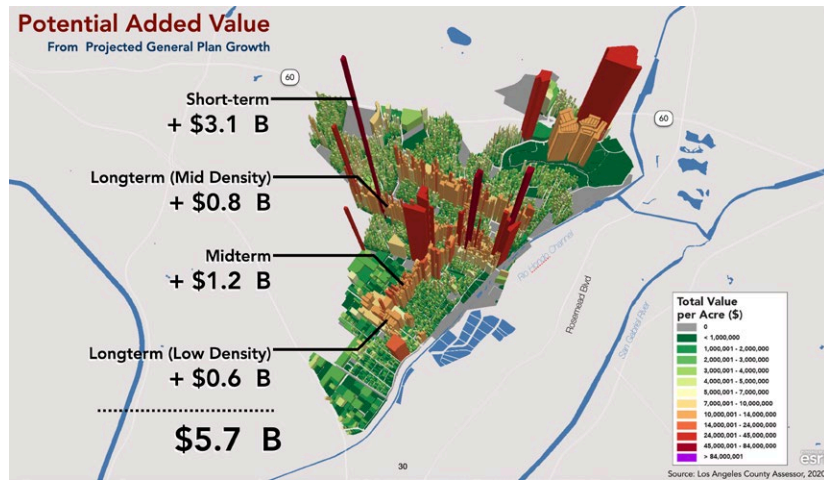 Potential Added Value
From Projected General Plan Growth
60
Short-term
+ $3.1 B
60
Longterm (Mid Density)
+ $0.8 B
Midterm
+ $1.2 B
Rio Hondo Channel
Rosemead Blvd
San Gabriel River
Longterm (Low Density)
+ $0.6 B
$5.7 B
30
Total Value
per Acre ($)
0
< 1,000,000
1,000,001 - 2,000,000
2,000,001 - 3,000,000
3,000,001 - 4,000,000
4,000,001 - 5,000,000
5,000,001 - 7,000,000
7,000,001 - 10,000,000
10,000,001 - 14,000,000
14,000,001 - 24,000,000
24,000,001 - 45,000,000
45,000,001 - 84,000,000
> 84,000,001
esri
Source: Los Angeles County Assessor, 2020